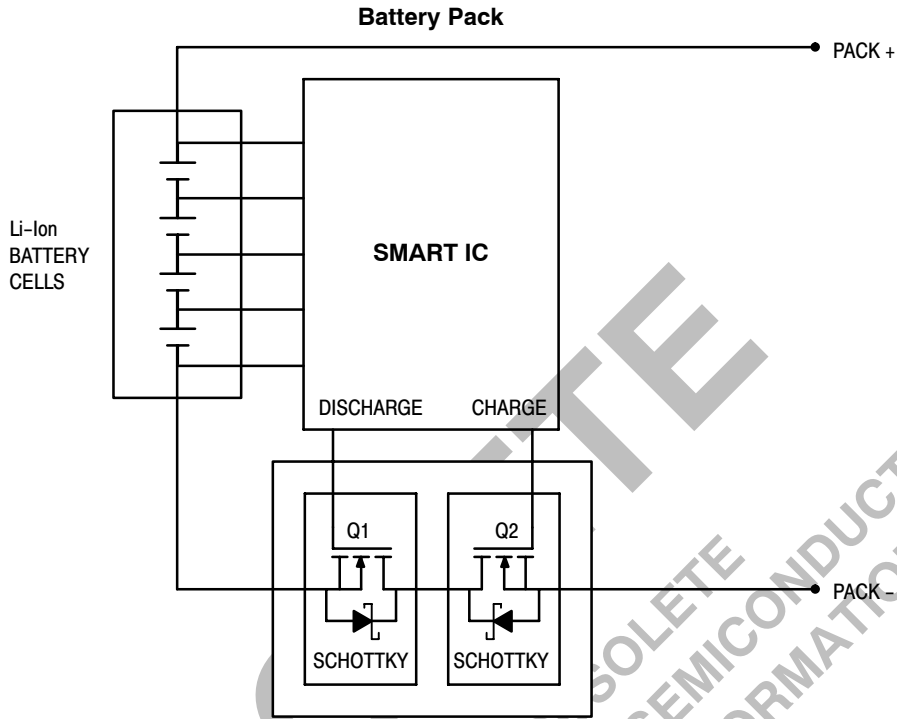 Battery Pack
PACK +
Li–Ion
BATTERY
CELLS
SMART IC
DISCHARGE CHARGE
Q1 Q2
PACK –
SCHOTTKY SCHOTTKY